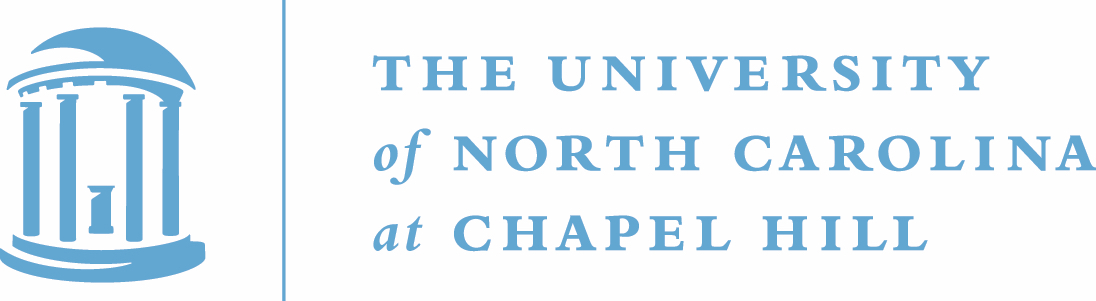 THE UNIVERSITY
of NORTH CAROLINA
at CHAPEL HILL